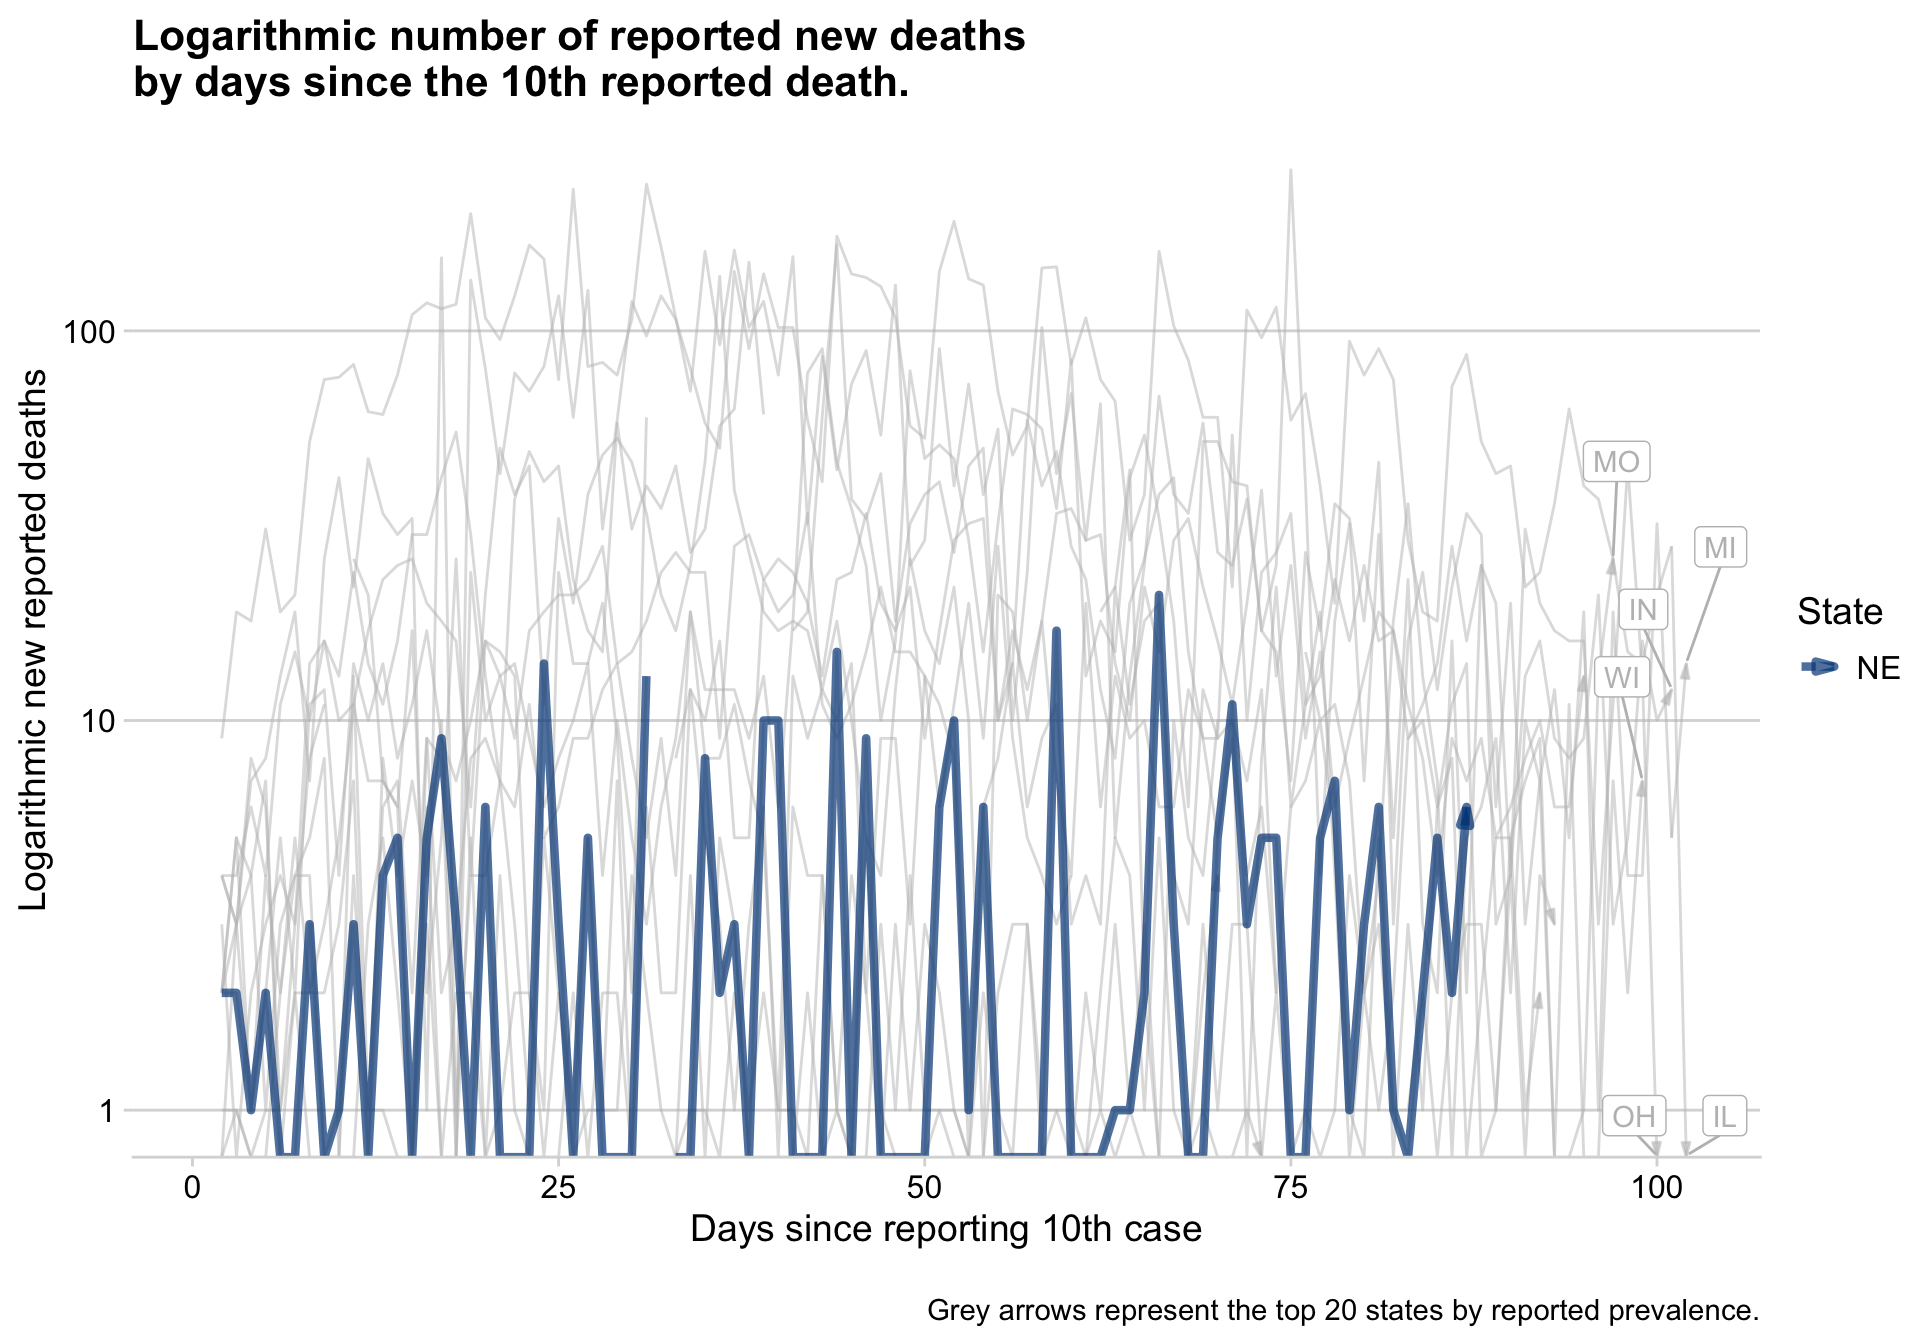 Logarithmic number of reported new deaths
by days since the 10th reported death.
Logarithmic new reported deaths
100
10
1
MO
MI
IN
WI
OH
IL
State
NE
0
25
50
75
100
Days since reporting 10th case
Grey arrows represent the top 20 states by reported prevalence.